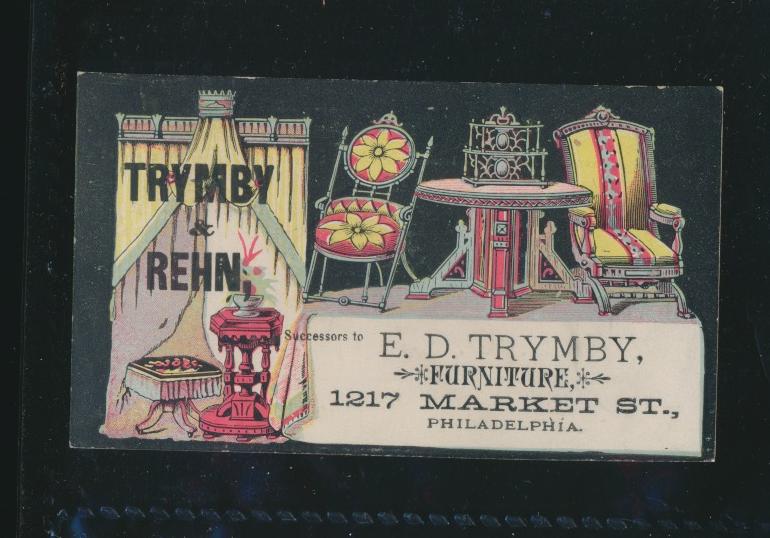 TRYMBY
&
REHN,
Successors to
E. D. TRYMBY,
FURNITURE,
1217 MARKET ST.,
PHILADELPHIA.